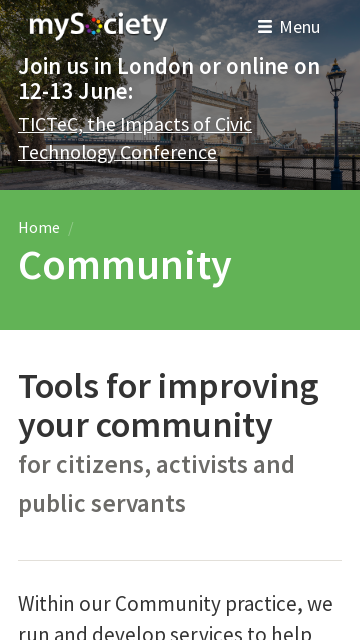 mySociety
Menu
Join us in London or online on
12-13 June:
TICTeC, the Impacts of Civic
Technology Conference
Home /
Community
Tools for improving
your community
for citizens, activists and
public servants
Within our Community practice, we
run and develop services to help